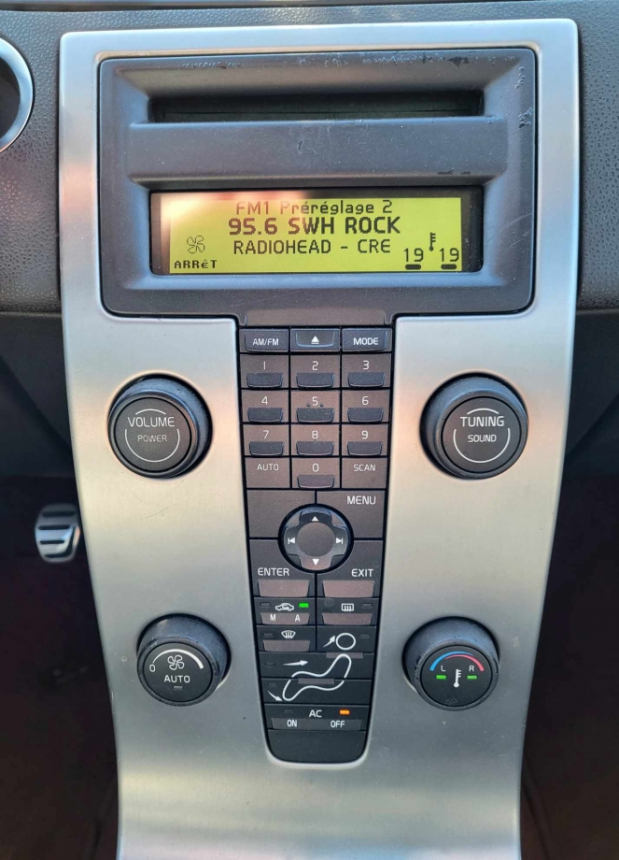 FM1 Préréglage 2
95.6 SWH ROCK
RADIOHEAD - CRE
ARRêT
19 19
AM/FM MODE
1 2 3
4 5 6
7 8 9
AUTO 0 SCAN
VOLUME
POWER
TUNING
SOUND
MENU
ENTER EXIT
M A
0
AUTO
L R
AC
ON OFF